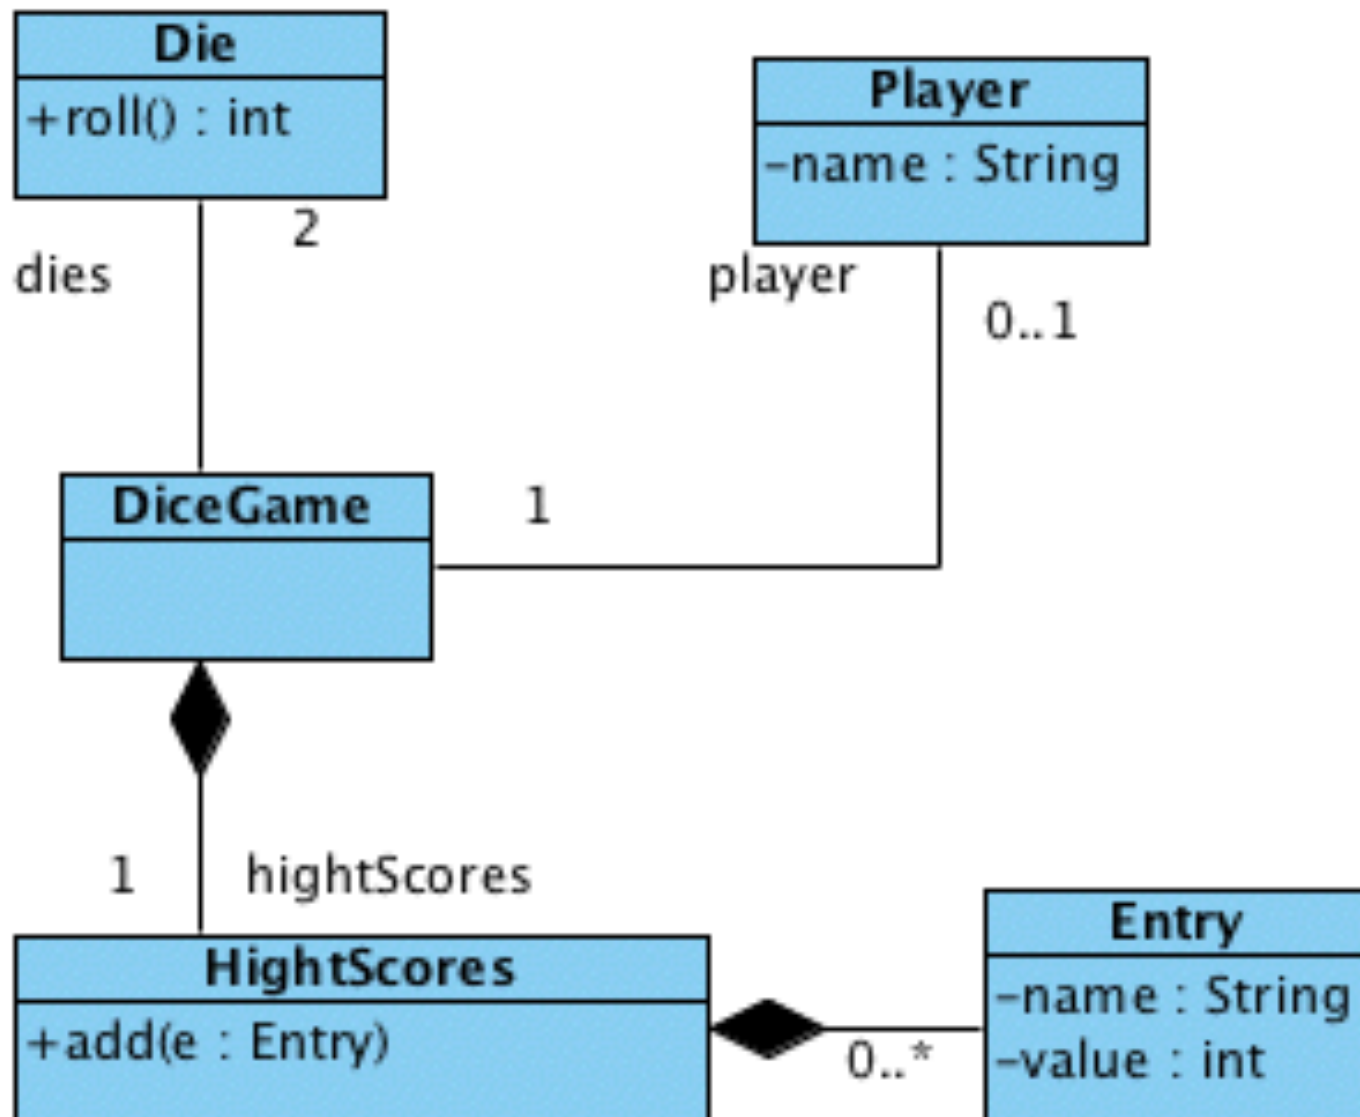 Die
+roll() : int
2
dies
Player
-name : String
player
0..1
DiceGame
1
1
hightScores
HightScores
+add(e : Entry)
0..*
Entry
-name : String
-value : int